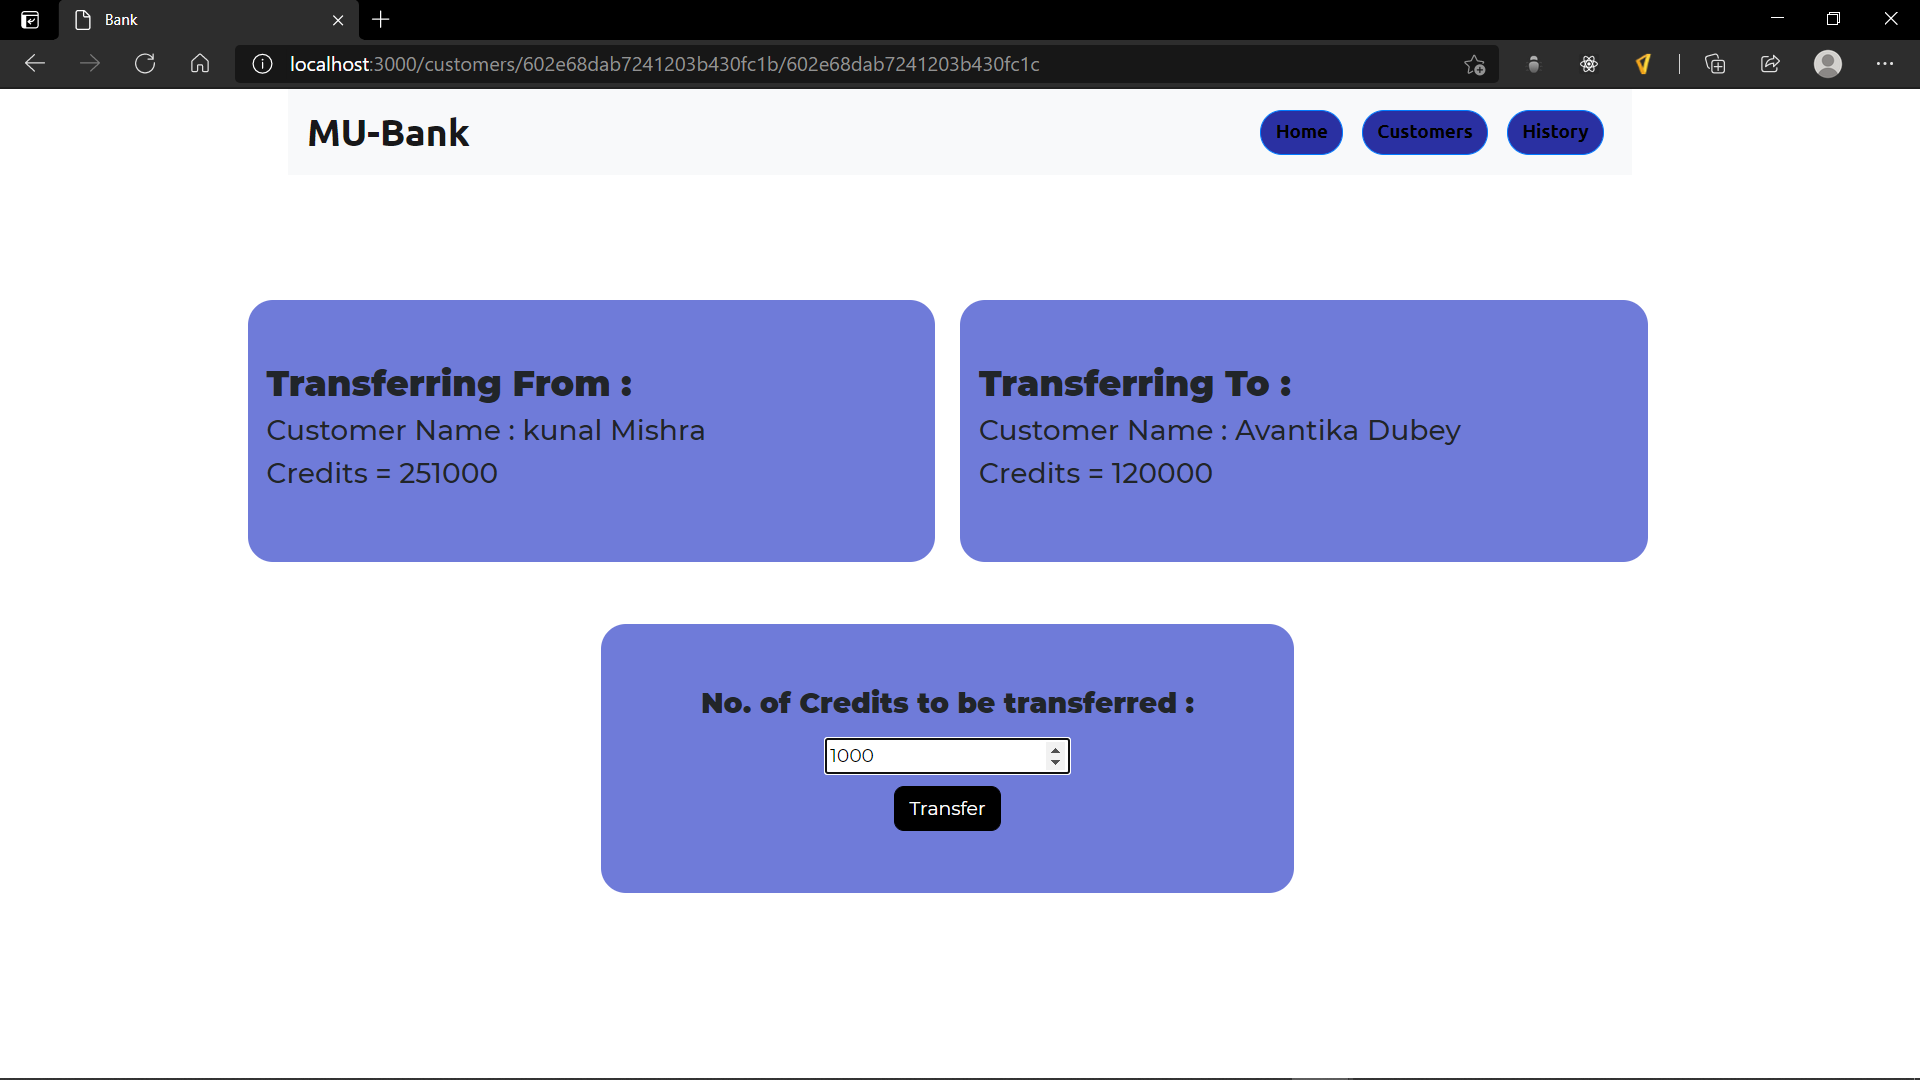 Bank
localhost:3000/customers/602e68dab7241203b430fc1b/602e68dab7241203b430fc1c
MU-Bank
Home
Customers
History
Transferring From :
Customer Name : kunal Mishra
Credits = 251000
Transferring To :
Customer Name : Avantika Dubey
Credits = 120000
No. of Credits to be transferred :
1000
Transfer